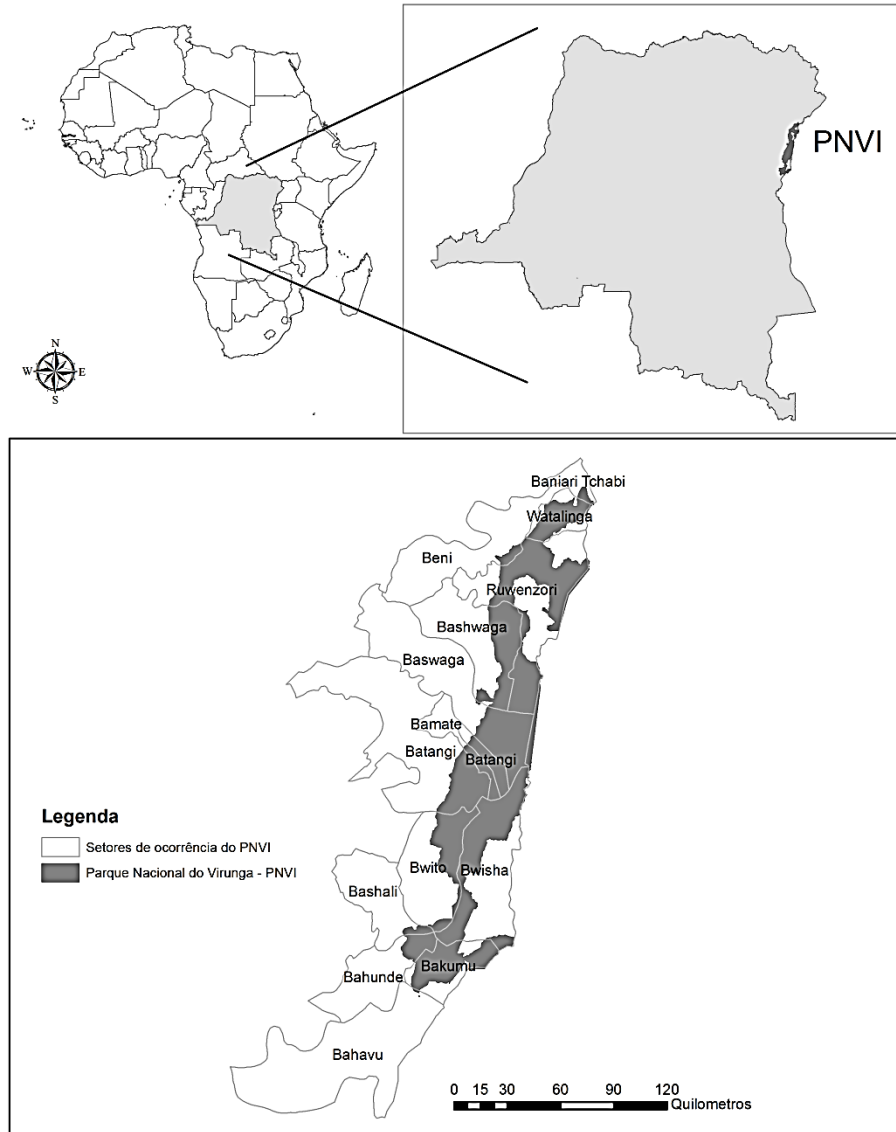 PNVI
N
W E
S
Baniari Tchabi
Watalinga
Beni
Ruwenzori
Bashwaga
Baswaga
Bamate
Batangi
Batangi
Legenda
Setores de ocorrência do PNVI
Parque Nacional do Virunga - PNVI
Bwito
Bwisha
Bashali
Bakumu
Bahunde
Bahavu
0 15 30 60 90 120
Quilometros